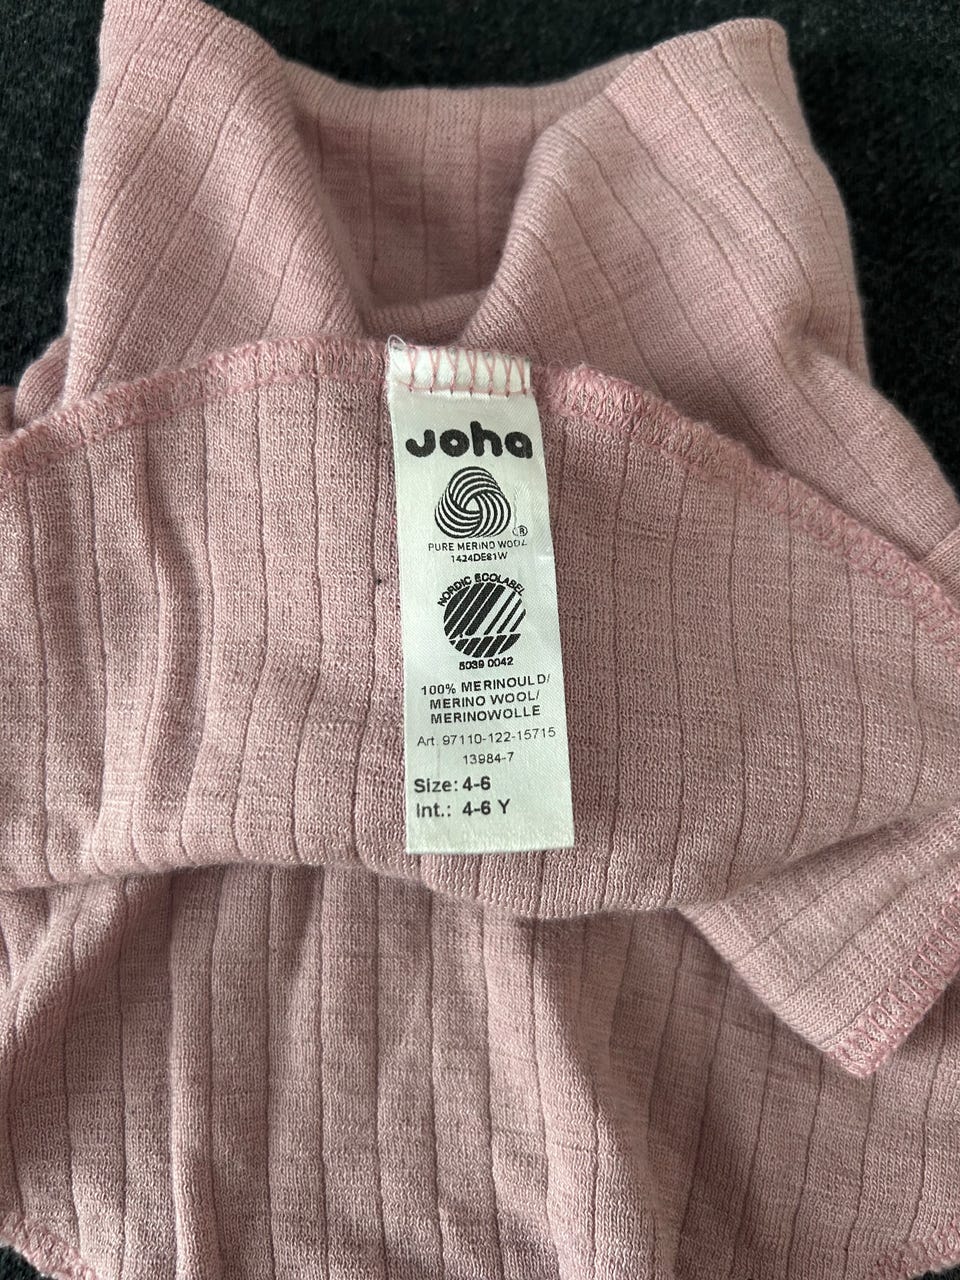 Joha
®
PURE MERINO WOOL
1424DE81W
NORDIC ECOLABEL
5039 0042
100% MERINOULD/
MERINO WOOL/
MERINOWOLLE
Art. 97110-122-15715
13984-7
Size: 4-6
Int.: 4-6 Y